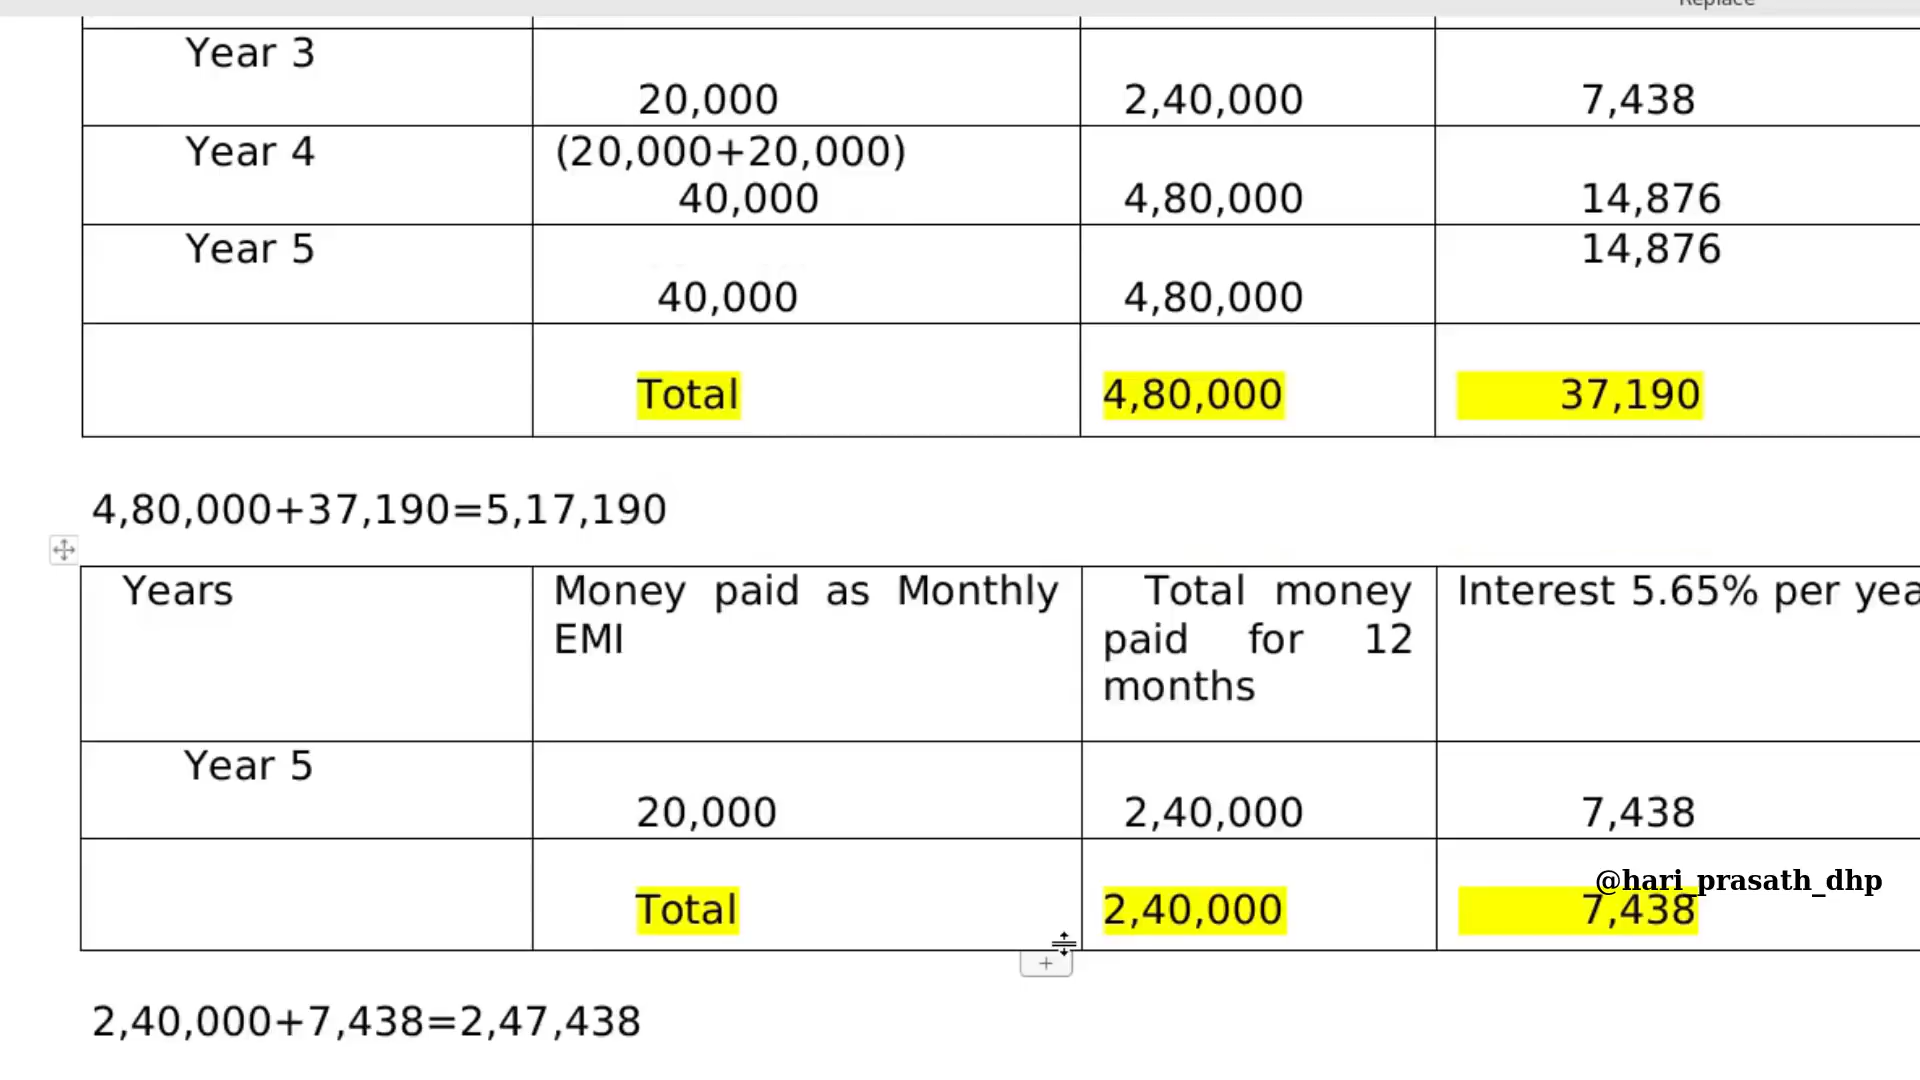 Replace
Year 3
20,000 2,40,000 7,438
Year 4 (20,000+20,000)
40,000 4,80,000 14,876
Year 5 14,876
40,000 4,80,000
Total 4,80,000 37,190
4,80,000+37,190=5,17,190
Years Money paid as Monthly Total money Interest 5.65% per yea
EMI paid for 12
months
Year 5
20,000 2,40,000 7,438
@hari_prasath_dhp
Total 2,40,000 7,438
+
2,40,000+7,438=2,47,438